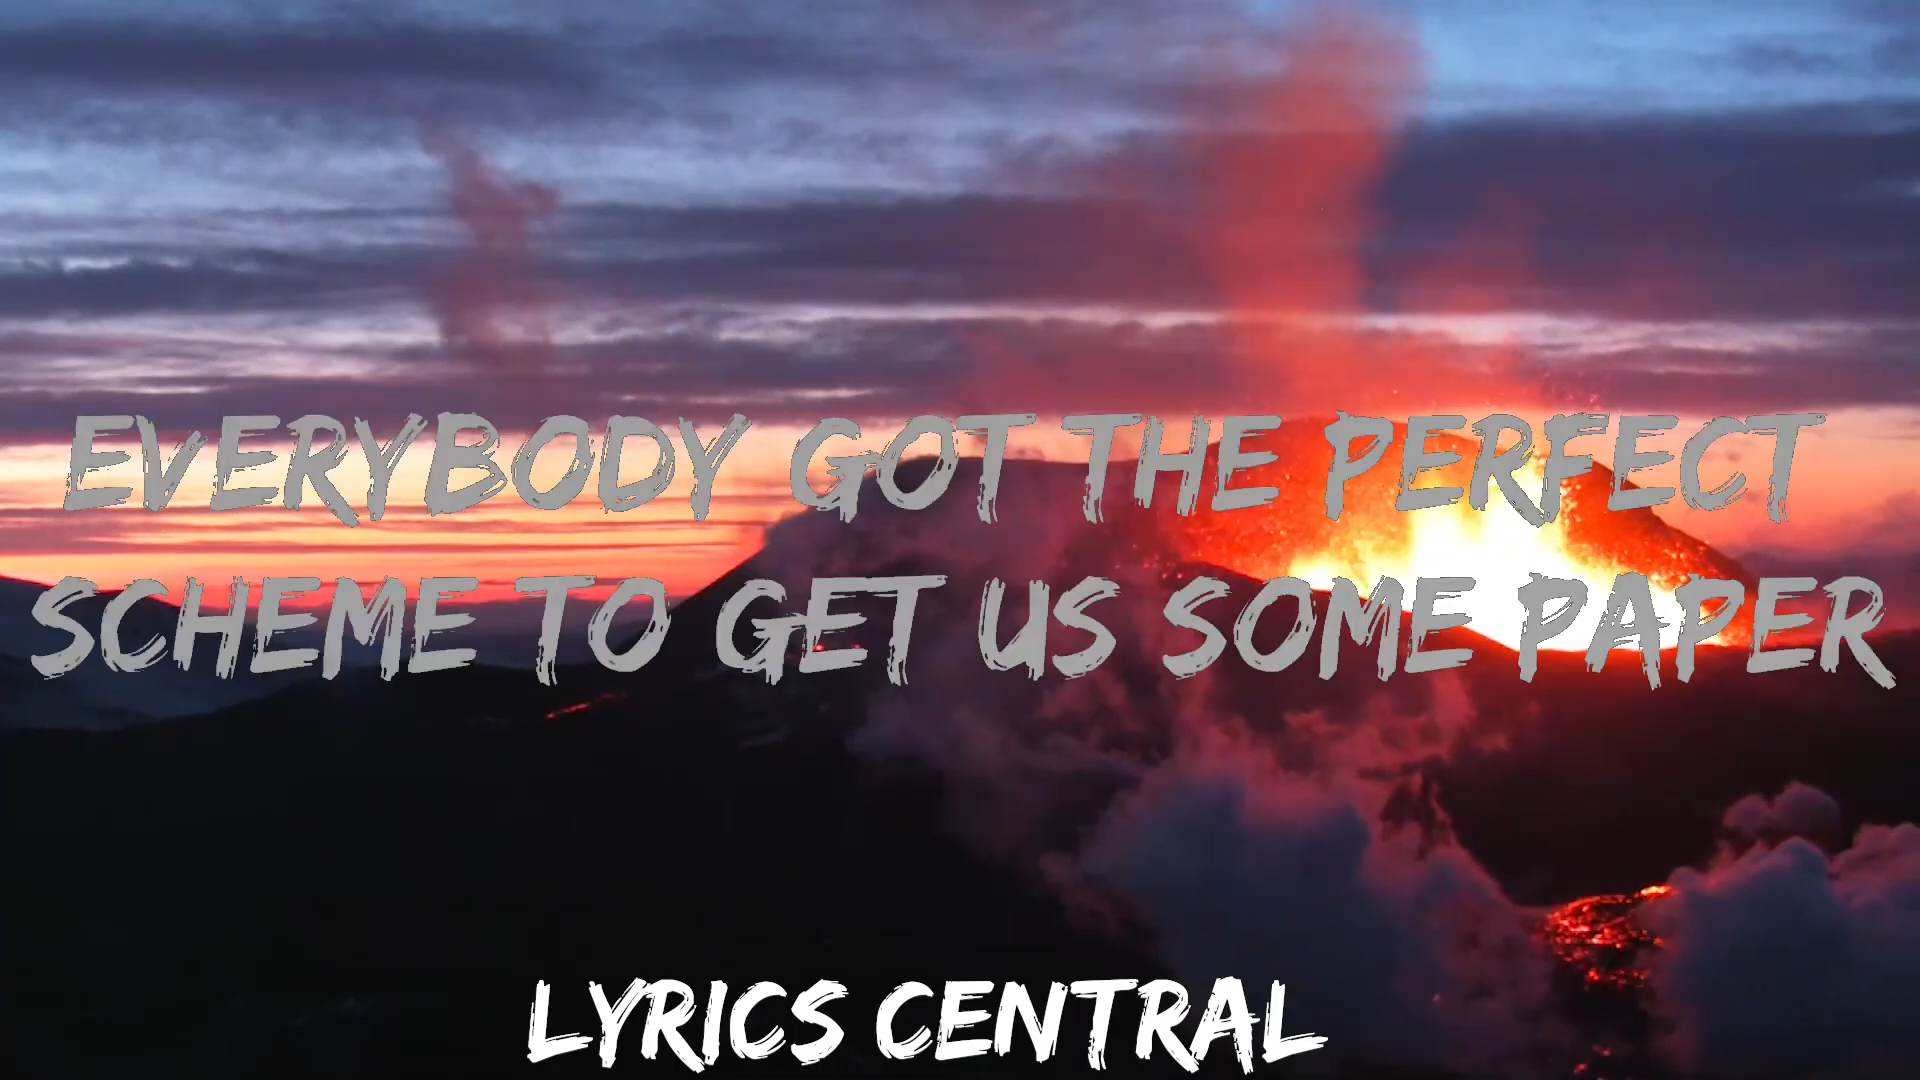 EVERYBODY GOT THE PERFECT
SCHEME TO GET US SOME PAPER
LYRICS CENTRAL